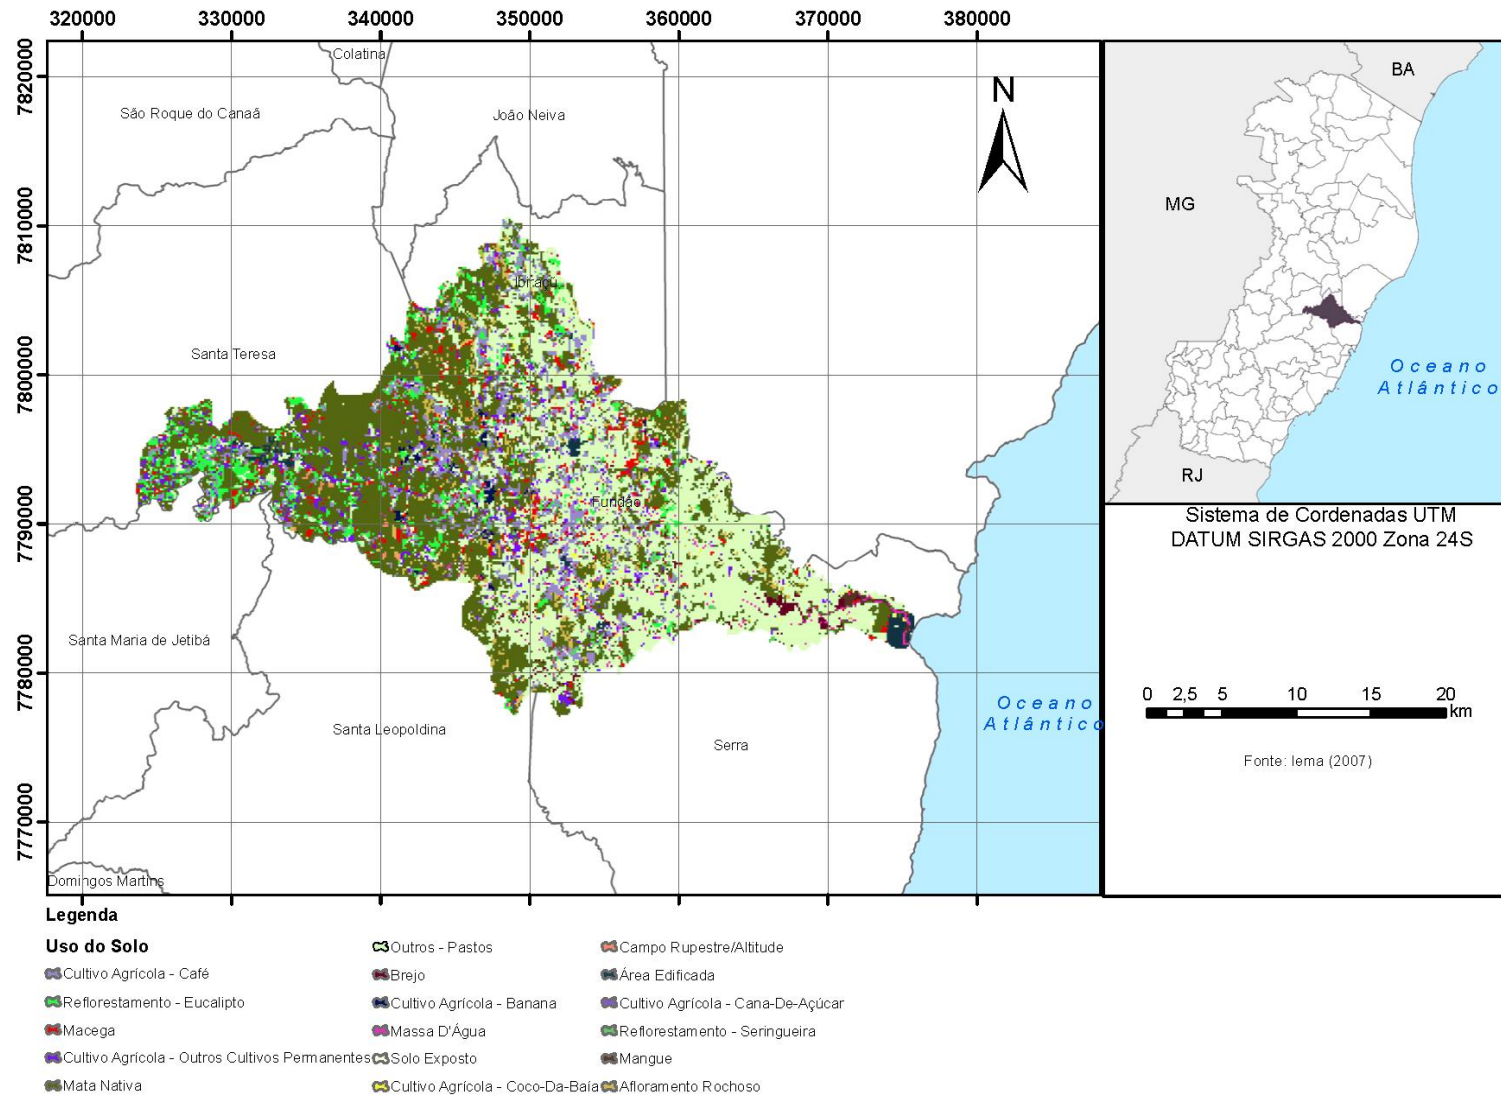 320000 330000 340000 350000 360000 370000 380000
7820000
7810000
7800000
7790000
7780000
7770000
Colatina
São Roque do Canaã
João Neiva
Ibiraçu
Santa Teresa
Fundão
Santa Maria de Jetibá
Santa Leopoldina
Serra
Domingos Martins
Oceano
Atlântico
N
BA
MG
RJ
Oceano
Atlântico
Sistema de Cordenadas UTM
DATUM SIRGAS 2000 Zona 24S
0 2,5 5 10 15 20
km
Fonte: Iema (2007)
Legenda
Uso do Solo
Cultivo Agrícola - Café
Reflorestamento - Eucalipto
Macega
Cultivo Agrícola - Outros Cultivos Permanentes
Mata Nativa
Outros - Pastos
Brejo
Cultivo Agrícola - Banana
Massa D'Água
Solo Exposto
Cultivo Agrícola - Coco-Da-Baía
Campo Rupestre/Altitude
Área Edificada
Cultivo Agrícola - Cana-De-Açúcar
Reflorestamento - Seringueira
Mangue
Afloramento Rochoso